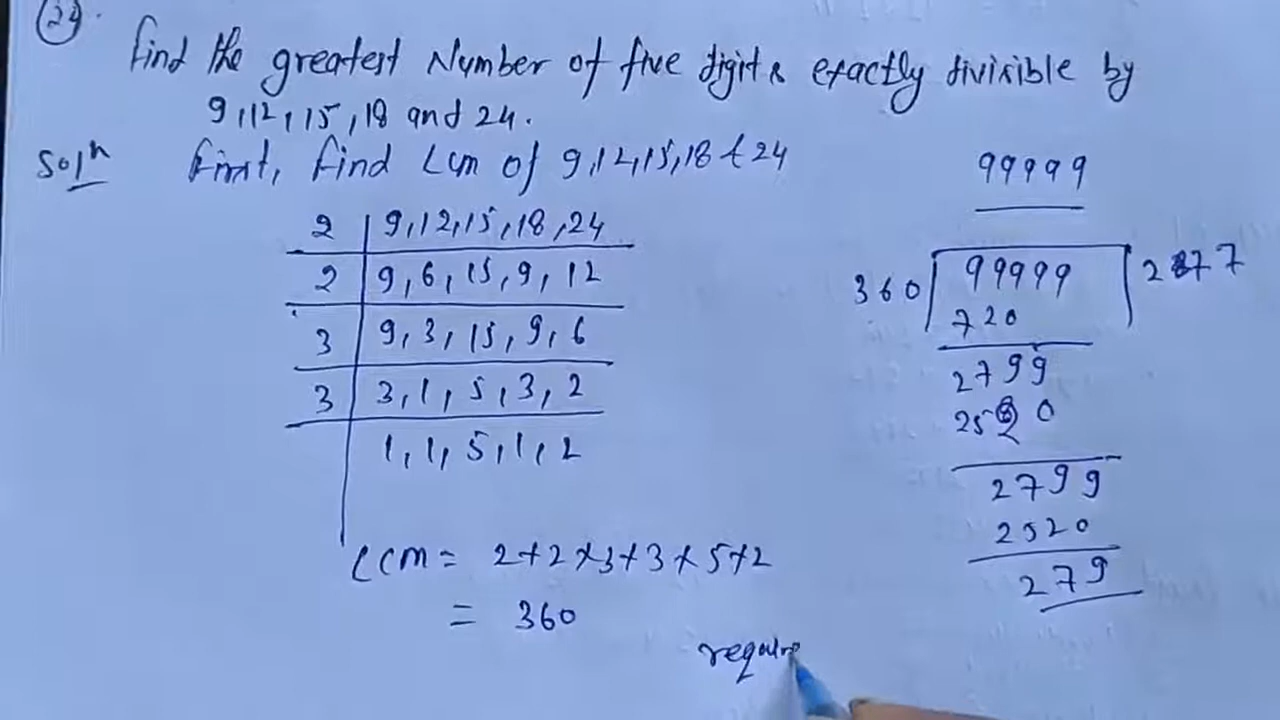 24.
find the greatest Number of five digits exactly divisible by
9,12,15,18 and 24.
Solⁿ First, find Lcm of 9,12,15,18 & 24
2 | 9,12,15,18,24
2 | 9,6,15,9,12
3 | 9,3,15,9,6
3 | 3,1,5,3,2
1,1,5,1,2
LCM = 2×2×3×3×5×2
= 360
99999
360 99999 277
720
2799
2520
2799
2520
279
requir